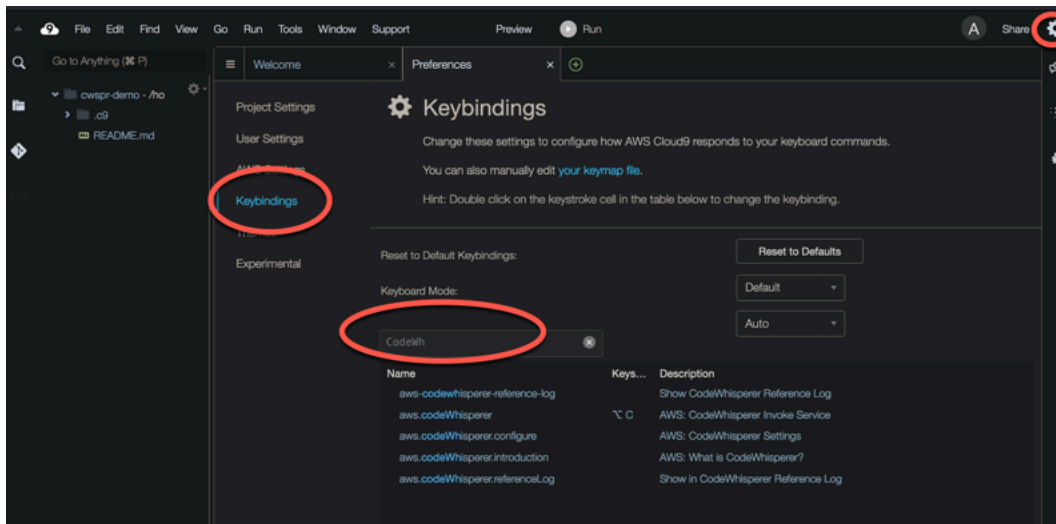 9 File Edit Find View Go Run Tools Window Support Preview Run A Share
Go to Anything (⌘ P)
Welcome
Preferences
cwspr-demo - /ho
.c9
README.md
Project Settings
User Settings
AWS Settings
Keybindings
Themes
Experimental
Keybindings
Change these settings to configure how AWS Cloud9 responds to your keyboard commands.
You can also manually edit your keymap file.
Hint: Double click on the keystroke cell in the table below to change the keybinding.
Reset to Default Keybindings:
Reset to Defaults
Keyboard Mode:
Default
Auto
CodeWh
Name Keys... Description
aws-codewhisperer-reference-log Show CodeWhisperer Reference Log
aws.codeWhisperer ⌥ C AWS: CodeWhisperer Invoke Service
aws.codeWhisperer.configure AWS: CodeWhisperer Settings
aws.codeWhisperer.introduction AWS: What is CodeWhisperer?
aws.codeWhisperer.referenceLog Show in CodeWhisperer Reference Log